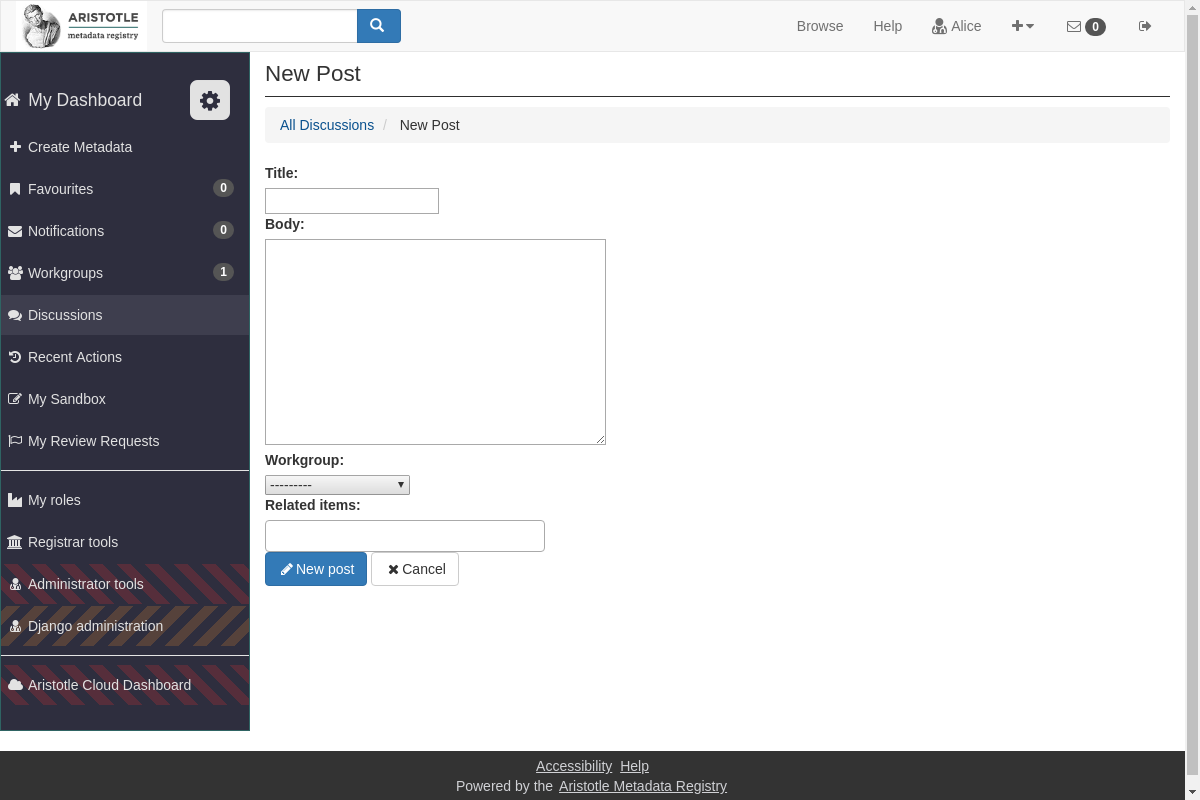 ARISTOTLE
metadata registry
Browse
Help
Alice
0
My Dashboard
Create Metadata
Favourites 0
Notifications 0
Workgroups 1
Discussions
Recent Actions
My Sandbox
My Review Requests
My roles
Registrar tools
Administrator tools
Django administration
Aristotle Cloud Dashboard
New Post
All Discussions / New Post
Title:
Body:
Workgroup:
---------
Related items:
New post
Cancel
Accessibility Help
Powered by the Aristotle Metadata Registry